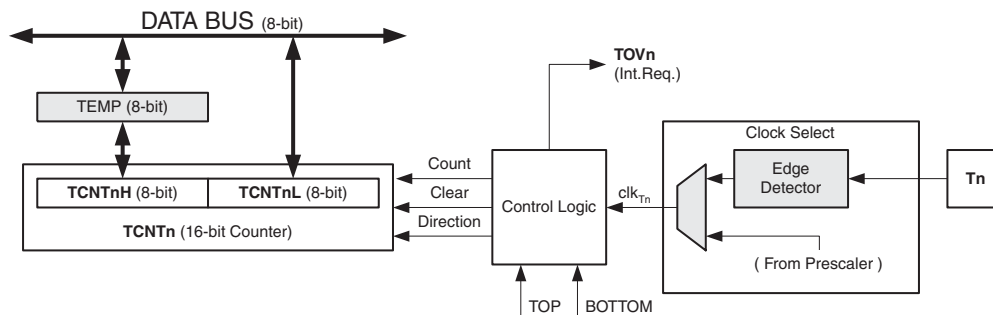 DATA BUS (8-bit)
TOVn
(Int.Req.)
TEMP (8-bit)
Clock Select
Count
Edge
Detector
TCNTnH (8-bit) TCNTnL (8-bit)
Clear
Control Logic
clkTn
Tn
TCNTn (16-bit Counter)
Direction
( From Prescaler )
TOP
BOTTOM